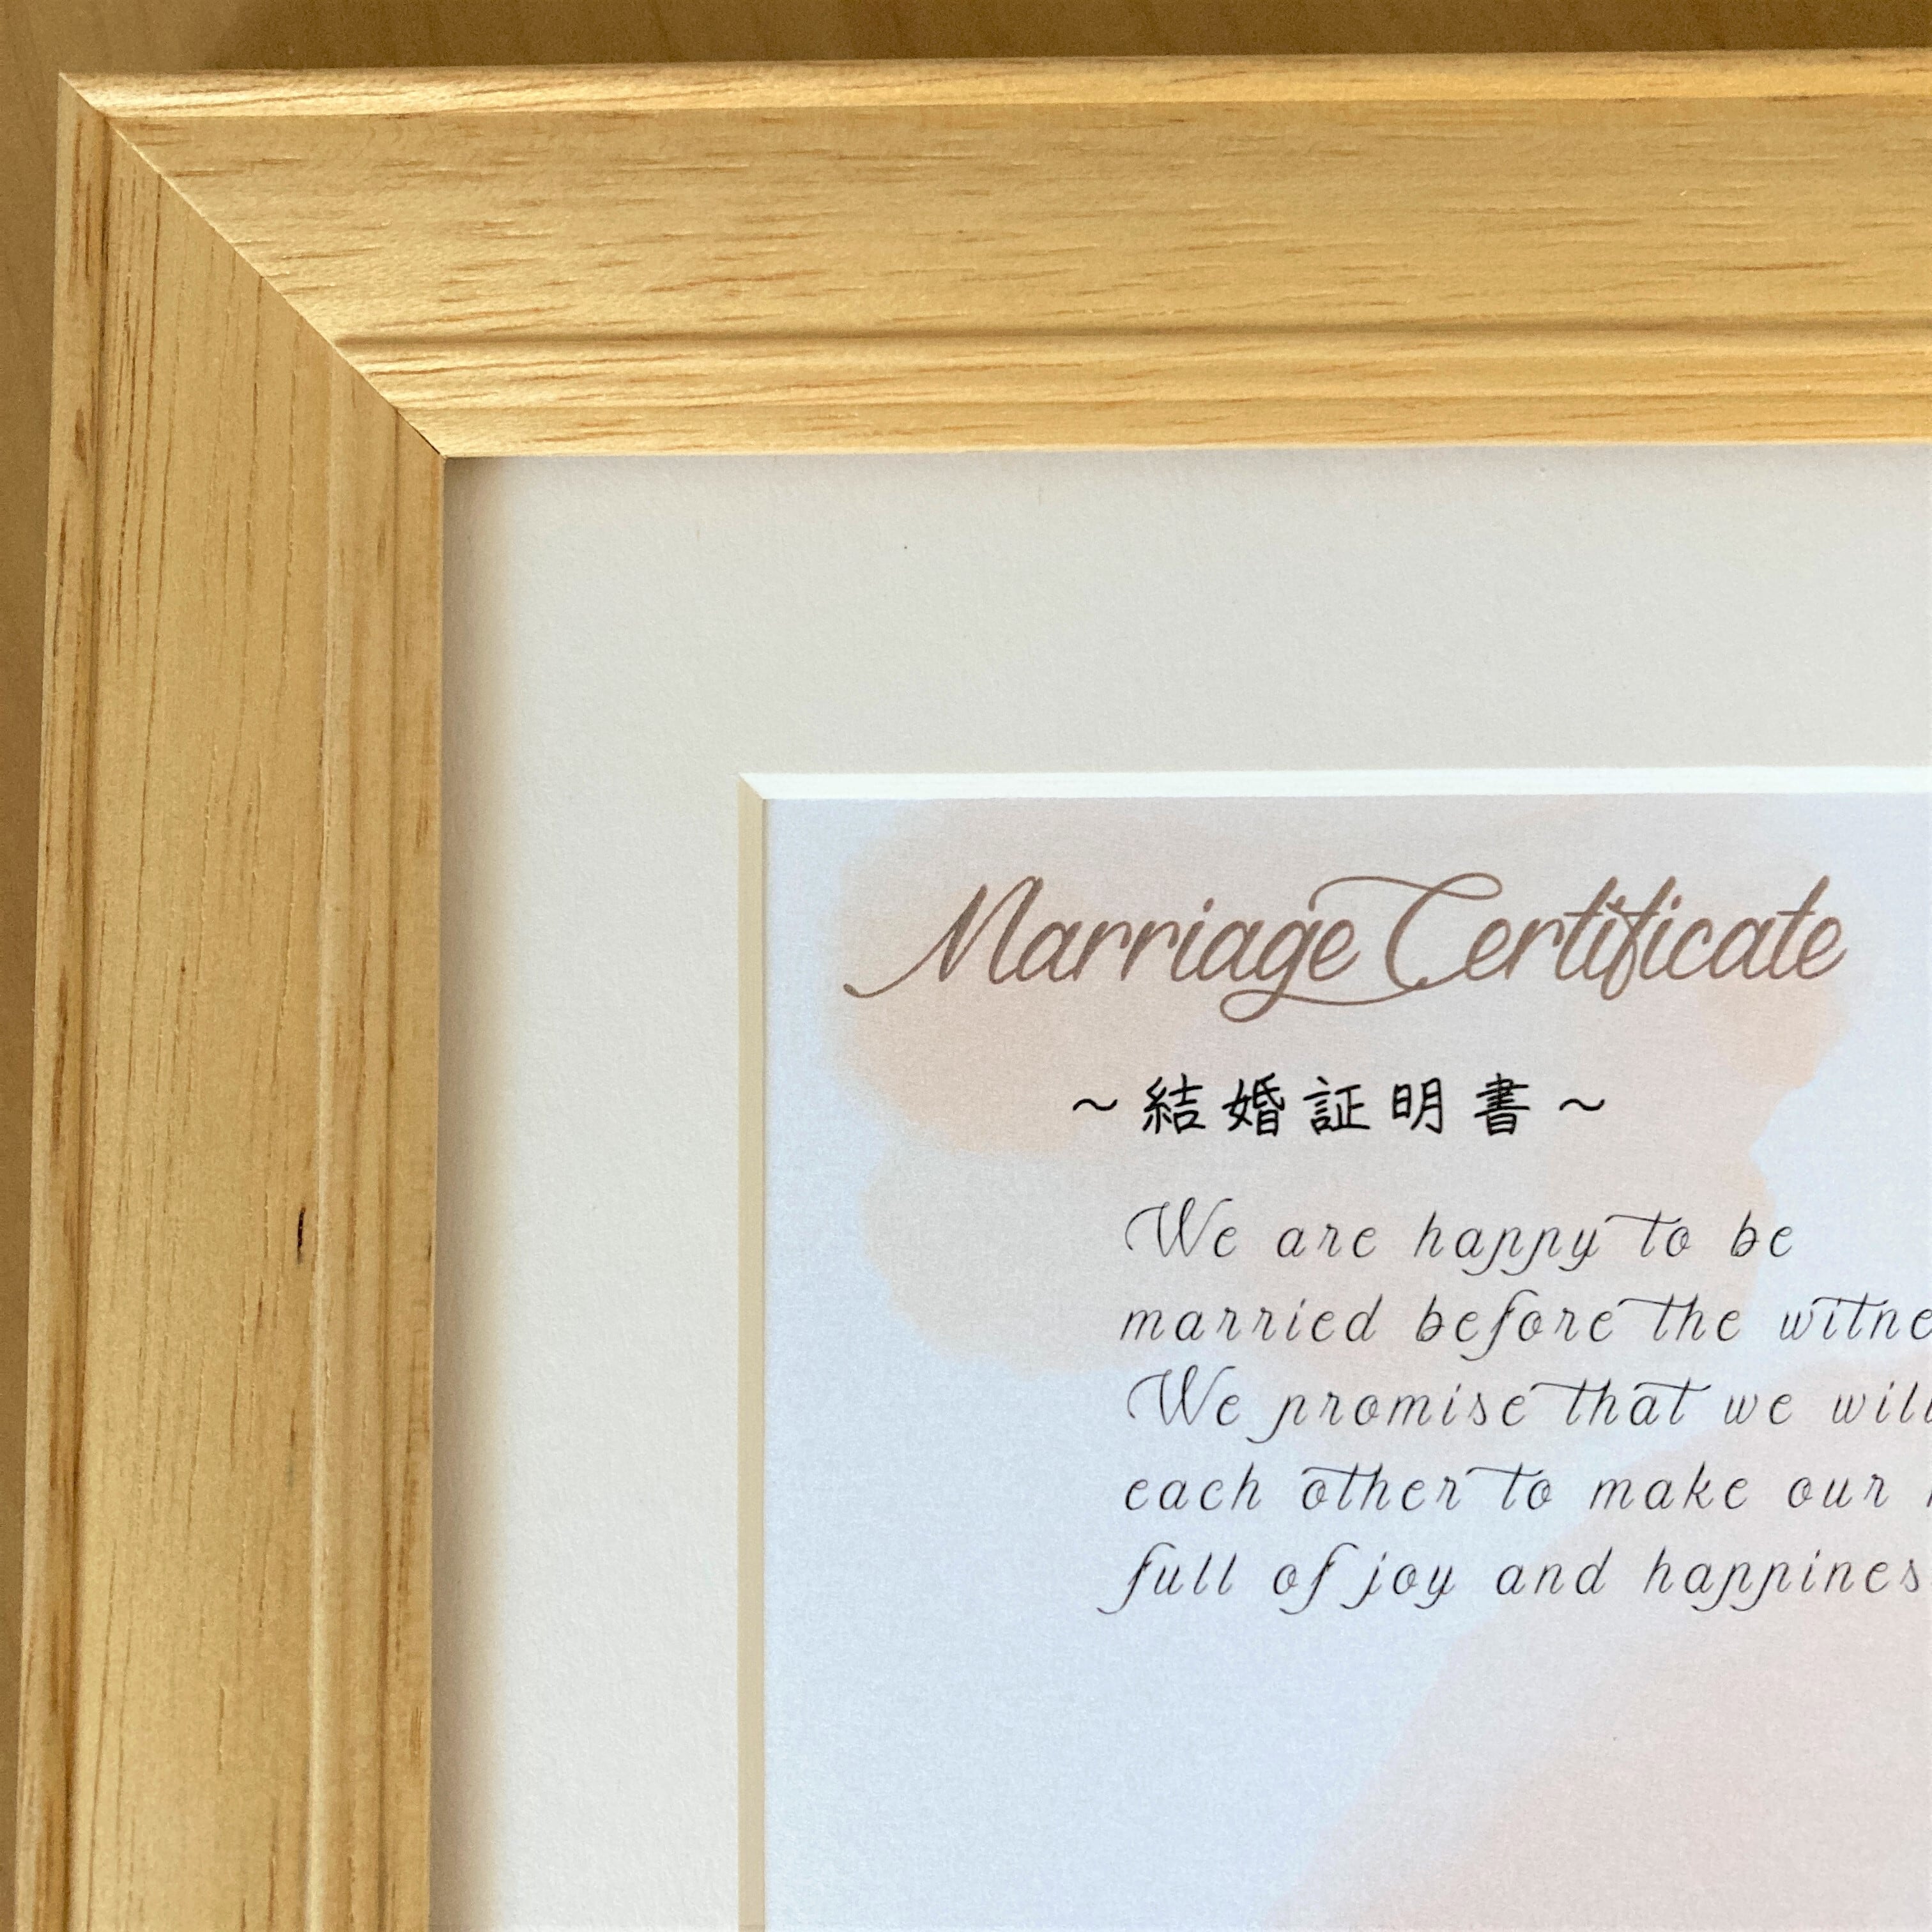 Marriage Certificate
～結婚証明書～
We are happy to be
married before the
We promise that we
each other to make our
full of joy and